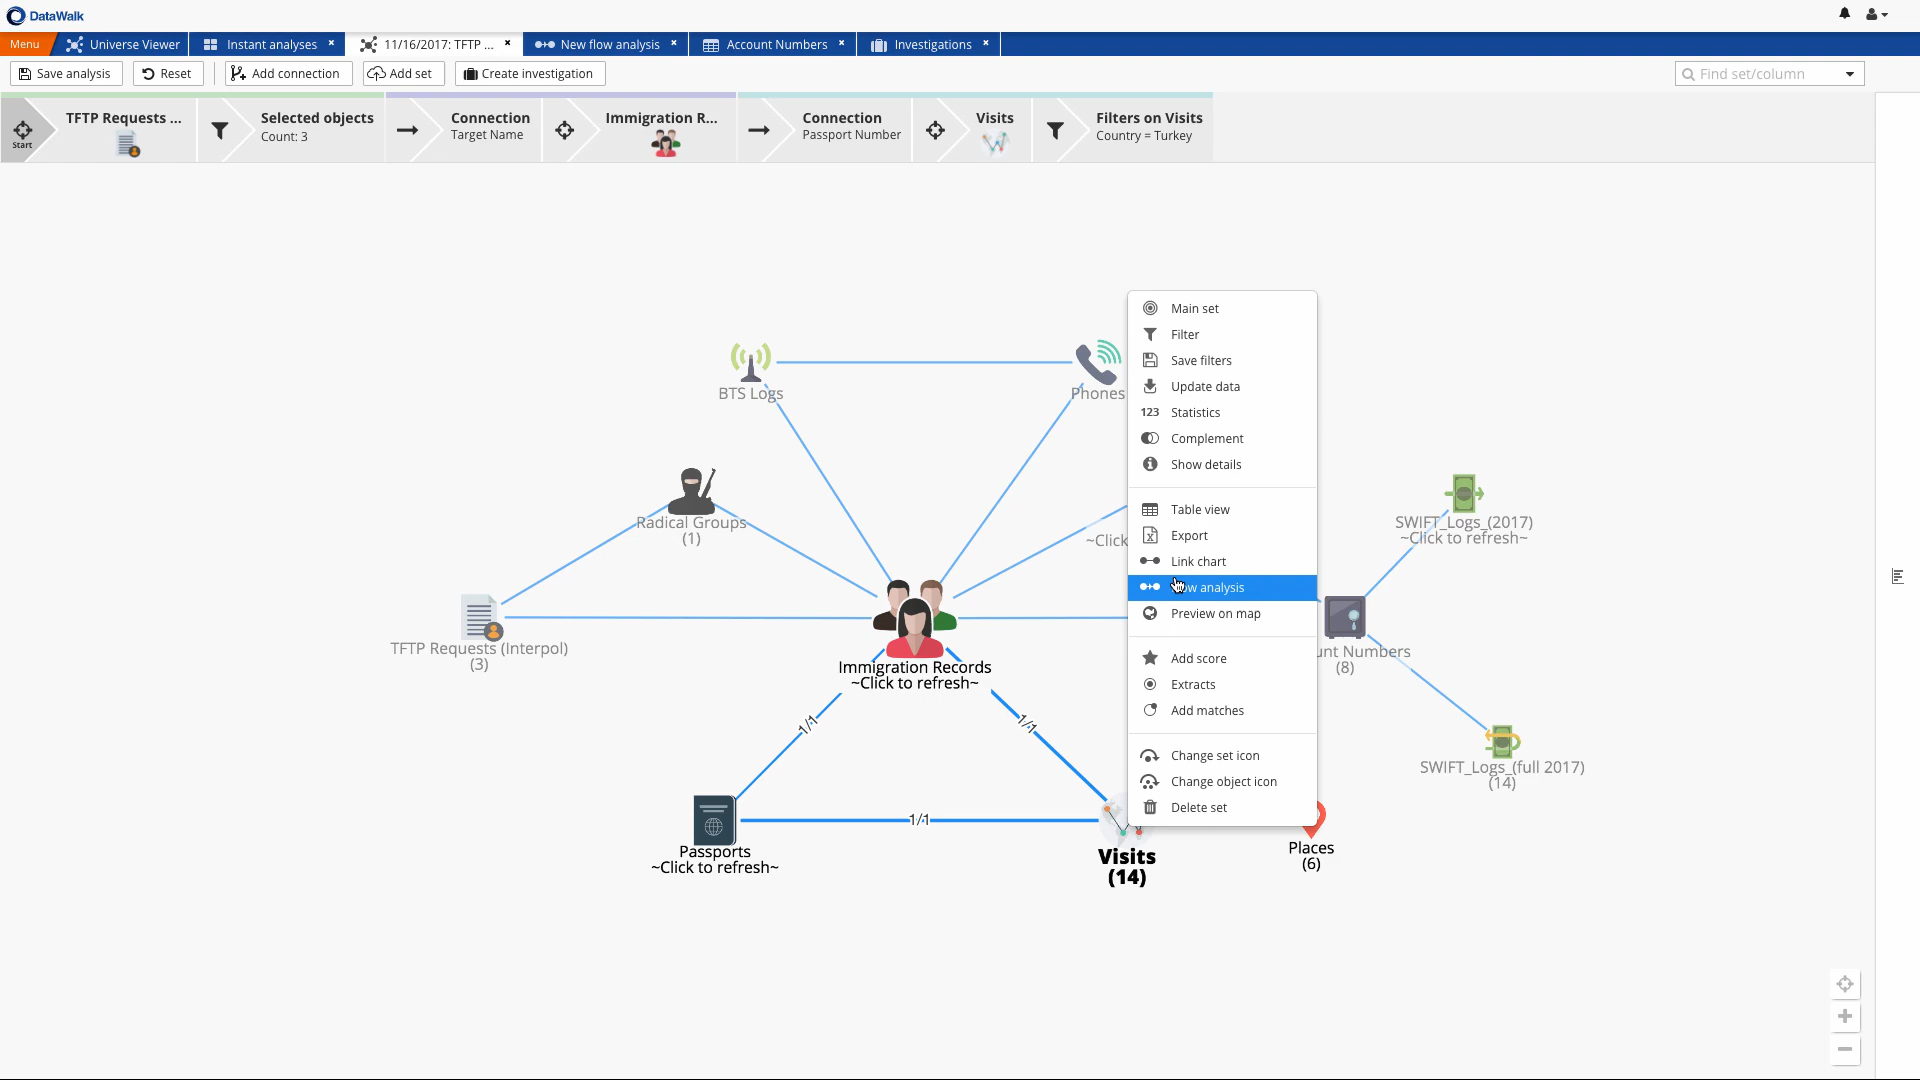 DataWalk
Menu
Universe Viewer
Instant analyses
11/16/2017: TFTP ...
New flow analysis
Account Numbers
Investigations
Save analysis
Reset
Add connection
Add set
Create investigation
Find set/column
Start
TFTP Requests ...
Selected objects
Count: 3
Connection
Target Name
Immigration R...
Connection
Passport Number
Visits
Filters on Visits
Country = Turkey
Main set
Filter
Save filters
Update data
123 Statistics
Complement
Show details
Table view
Export
Link chart
analysis
Preview on map
Add score
Extracts
Add matches
Change set icon
Change object icon
Delete set
BTS Logs
Phones
Radical Groups
(1)
~Click
SWIFT_Logs_(2017)
~Click to refresh~
TFTP Requests (Interpol)
(3)
Immigration Records
~Click to refresh~
Numbers
(8)
1/1
1/1
SWIFT_Logs_(full 2017)
(14)
1/1
Passports
~Click to refresh~
Visits
(14)
Places
(6)